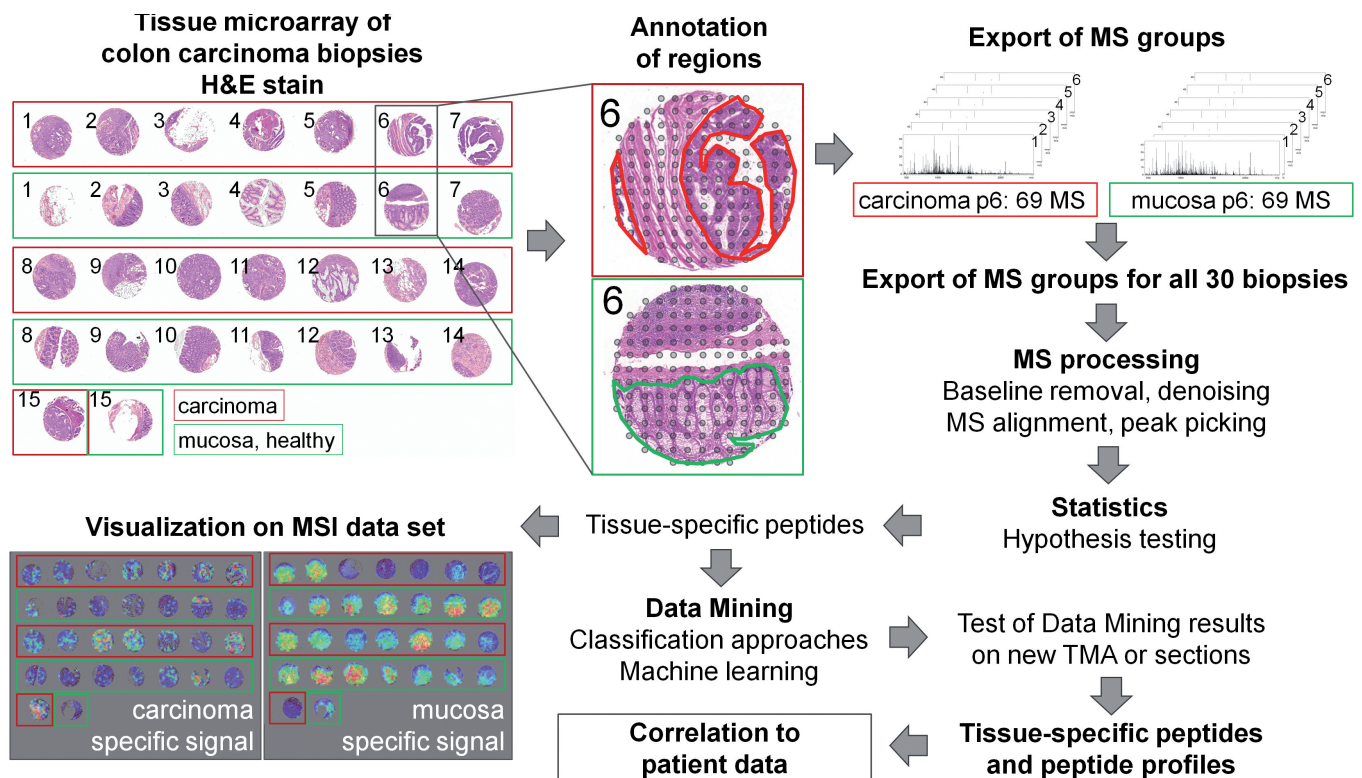 Tissue microarray of
colon carcinoma biopsies
H&E stain
1 2 3 4 5 6 7
1 2 3 4 5 6 7
8 9 10 11 12 13 14
8 9 10 11 12 13 14
15 15
carcinoma
mucosa, healthy
Annotation
of regions
6
6
Export of MS groups
6
5
4
3
2
1
6
5
4
3
2
1
carcinoma p6: 69 MS
mucosa p6: 69 MS
Export of MS groups for all 30 biopsies
MS processing
Baseline removal, denoising
MS alignment, peak picking
Statistics
Hypothesis testing
Tissue-specific peptides
Visualization on MSI data set
carcinoma
specific signal
mucosa
specific signal
Data Mining
Classification approaches
Machine learning
Test of Data Mining results
on new TMA or sections
Tissue-specific peptides
and peptide profiles
Correlation to
patient data